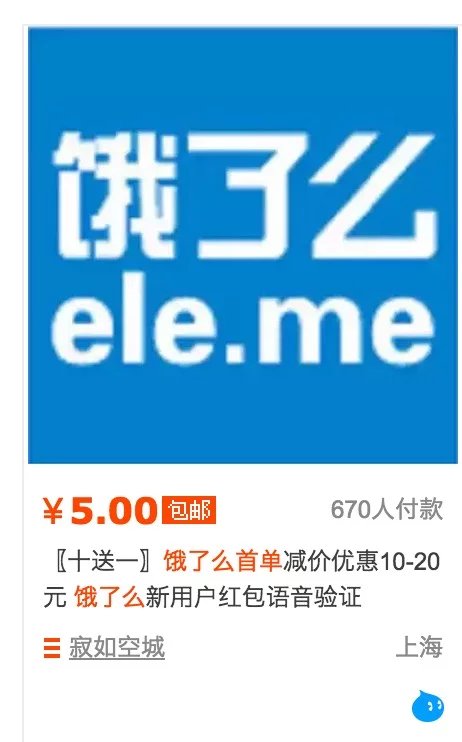 饿了么
ele.me
¥5.00 包邮 670人付款
〖十送一〗饿了么首单减价优惠10-20
元 饿了么新用户红包语音验证
寂如空城 上海